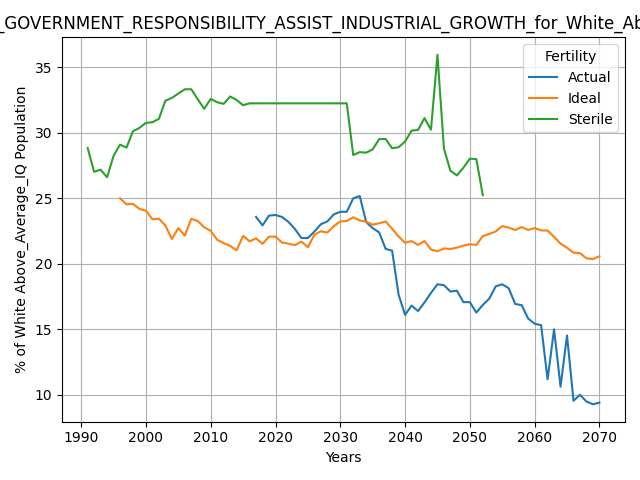 _GOVERNMENT_RESPONSIBILITY_ASSIST_INDUSTRIAL_GROWTH_for_White_Ab
% of White Above_Average_IQ Population
35
30
25
20
15
10
Fertility
Actual
Ideal
Sterile
1990 2000 2010 2020 2030 2040 2050 2060 2070
Years